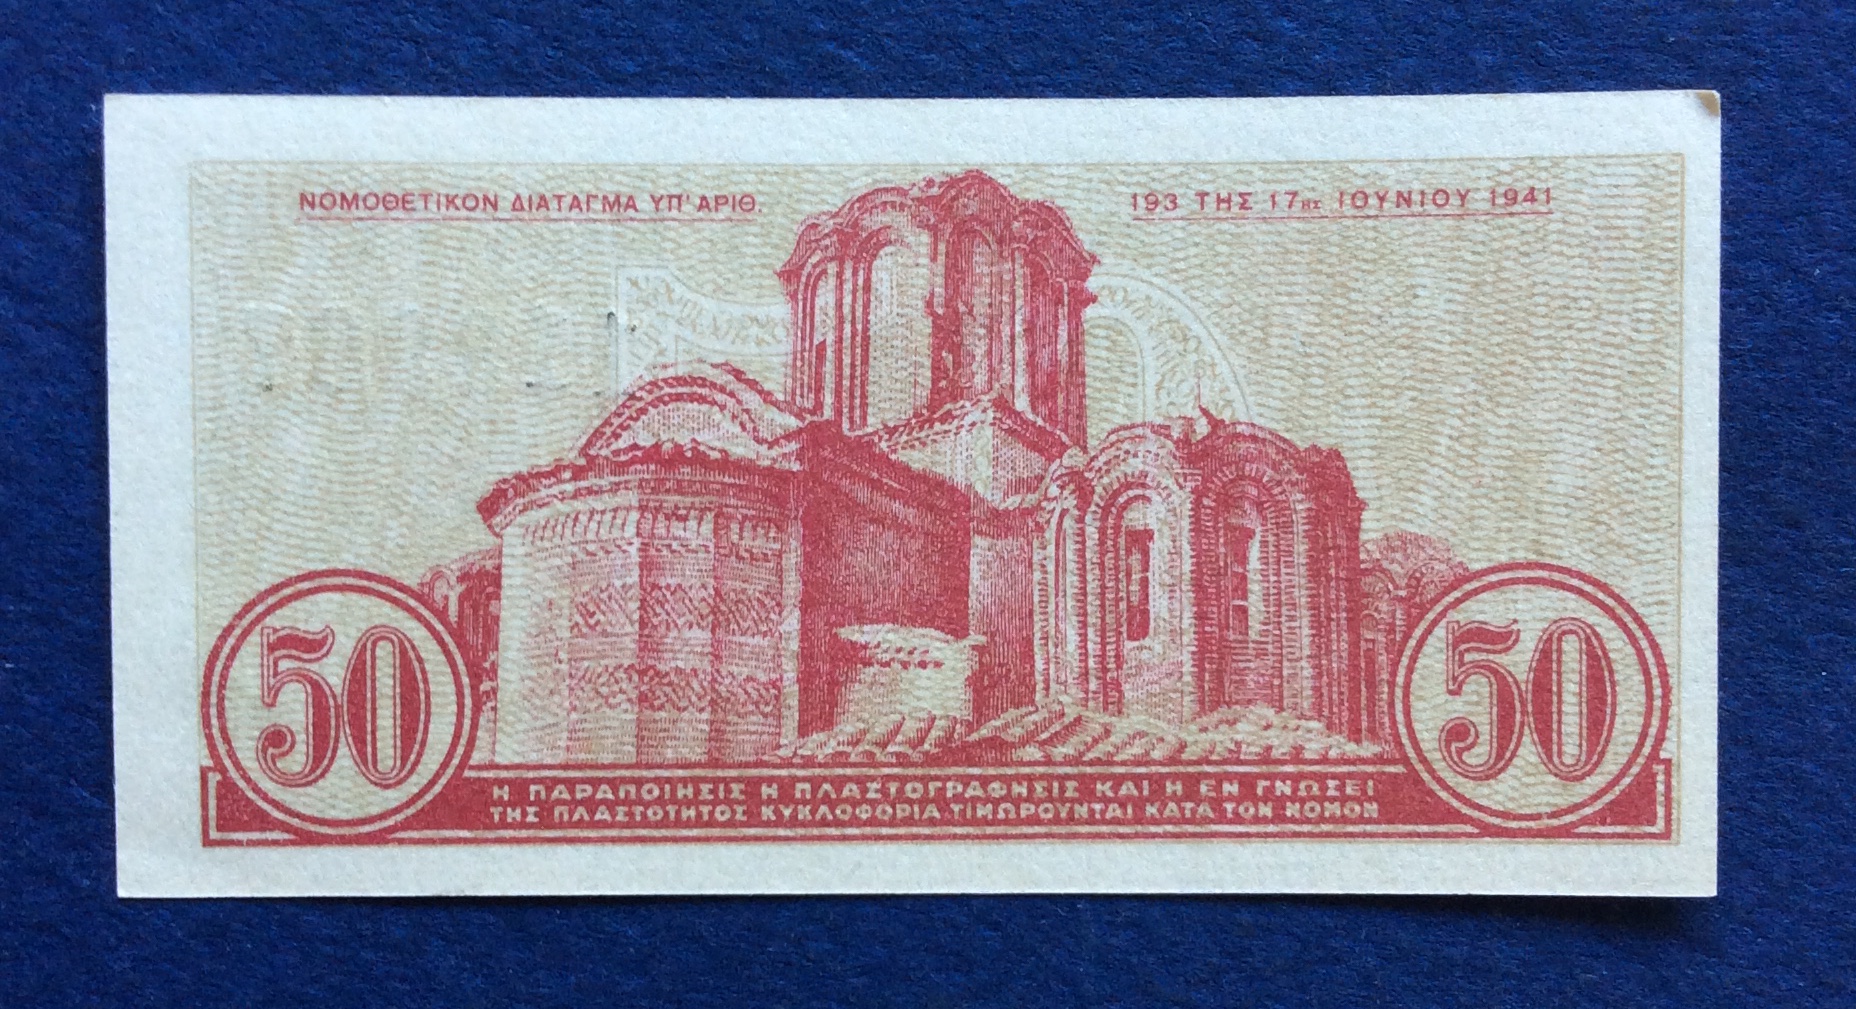 ΝΟΜΟΘΕΤΙΚΟΝ ΔΙΑΤΑΓΜΑ ΥΠ' ΑΡΙΘ. 193 ΤΗΣ 17ΗΣ ΙΟΥΝΙΟΥ 1941
50
50
50
Η ΠΑΡΑΠΟΙΗΣΙΣ Η ΠΛΑΣΤΟΓΡΑΦΗΣΙΣ ΚΑΙ Η ΕΝ ΓΝΩΣΕΙ
ΤΗΣ ΠΛΑΣΤΟΤΗΤΟΣ ΚΥΚΛΟΦΟΡΙΑ ΤΙΜΩΡΟΥΝΤΑΙ ΚΑΤΑ ΤΟΝ ΝΟΜΟΝ